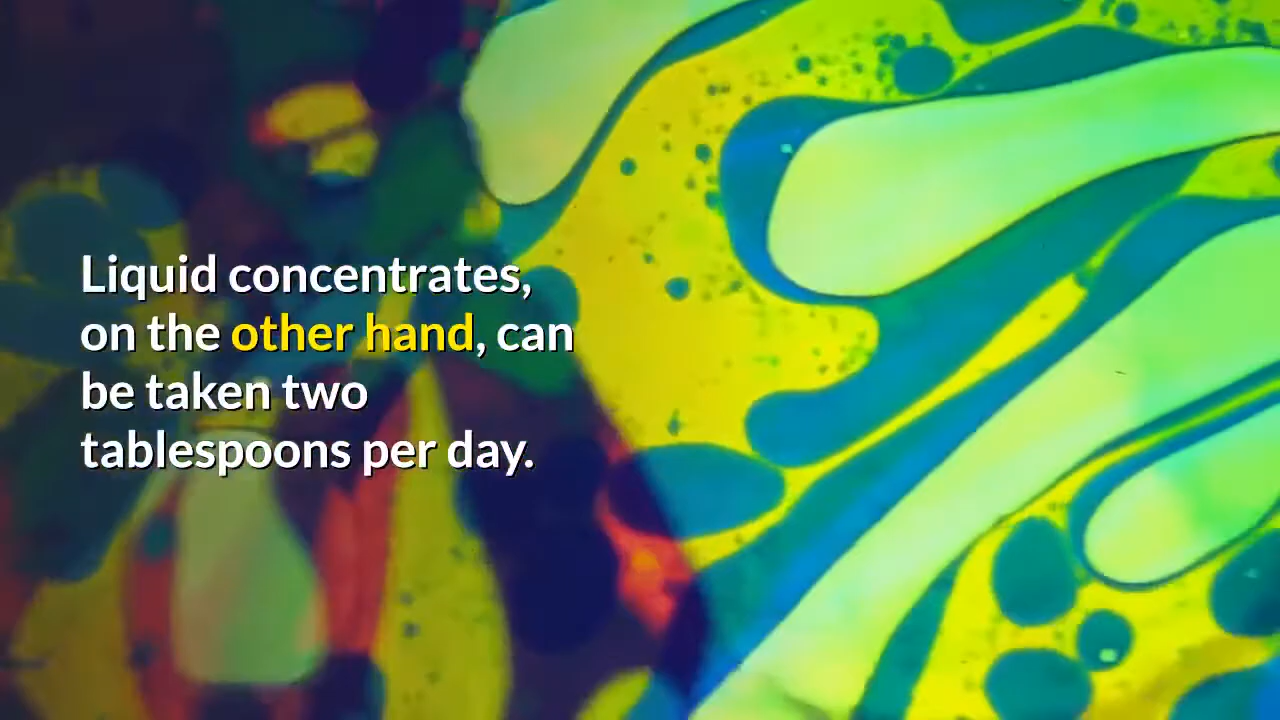 Liquid concentrates,
on the other hand, can
be taken two
tablespoons per day.